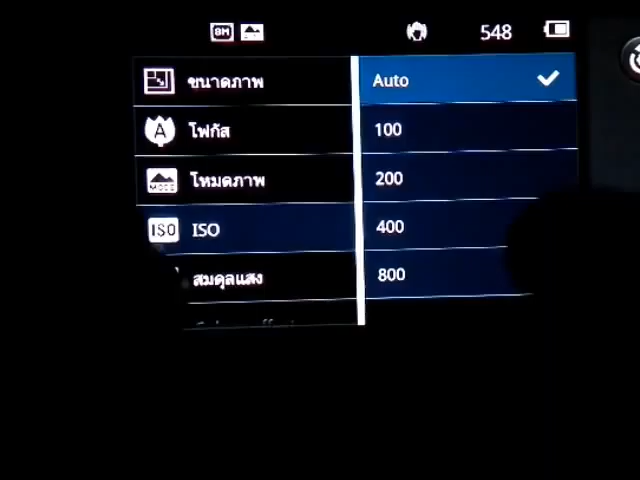 8M
548
ขนาดภาพ
A
โฟกัส
MODE
โหมดภาพ
ISO
ISO
สมดุลแสง
Auto
100
200
400
800